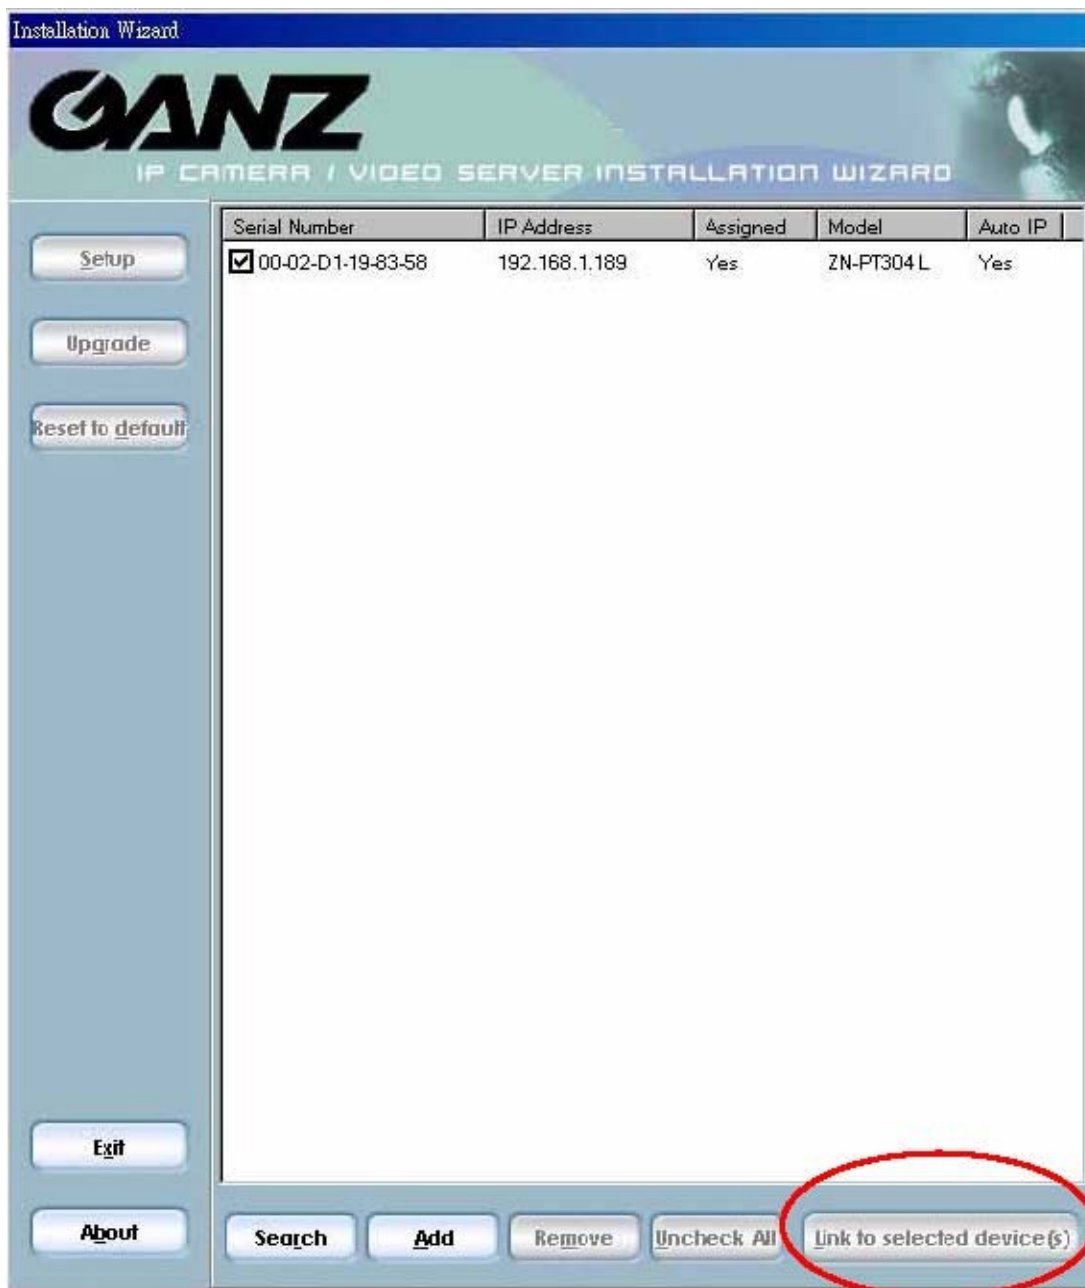 Installation Wizard
GANZ
IP CAMERA / VIDEO SERVER INSTALLATION WIZARD
Serial Number IP Address Assigned Model Auto IP
00-02-D1-19-83-58 192.168.1.189 Yes ZN-PT304L Yes
Setup
Upgrade
Reset to default
Exit
About
Search Add Remove Uncheck All Link to selected device(s)